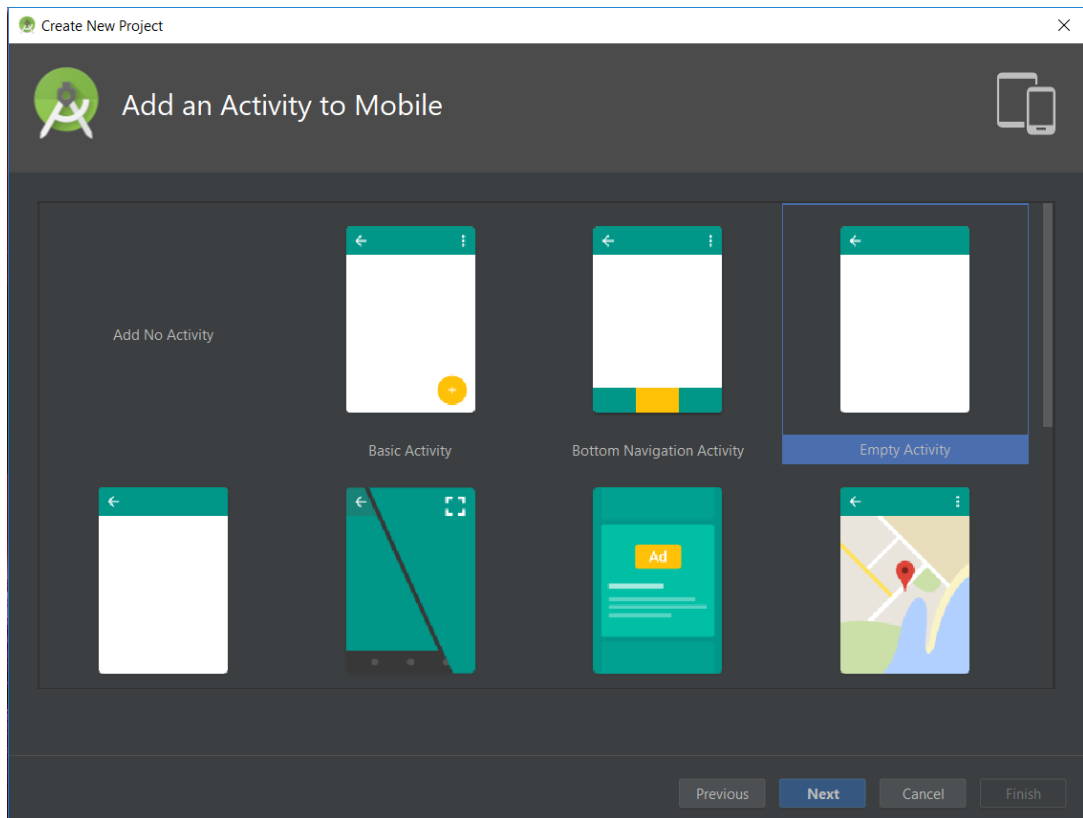 Create New Project
Add an Activity to Mobile
Add No Activity
Basic Activity
Bottom Navigation Activity
Empty Activity
Ad
Previous
Next
Cancel
Finish